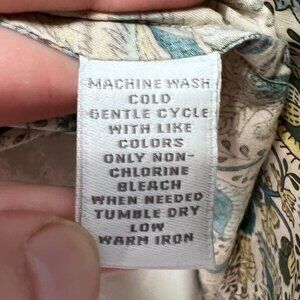 MACHINE WASH
COLD
GENTLE CYCLE
WITH LIKE
COLORS
ONLY NON-
CHLORINE
BLEACH
WHEN NEEDED
TUMBLE DRY
LOW
WARM IRON